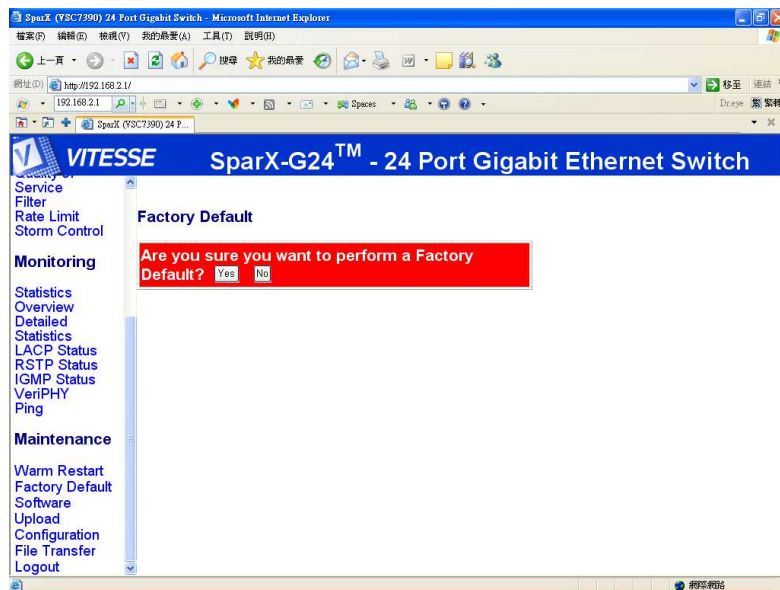 SparX (VSC7390) 24 Port Gigabit Switch - Microsoft Internet Explorer
檔案(F) 編輯(E) 檢視(V) 我的最愛(A) 工具(T) 說明(H)
上一頁 搜尋 我的最愛
網址(D) http://192.168.2.1/ 移至 連結
192.168.2.1 Spaces Dr.eye
SparX (VSC7390) 24 P...
VITESSE SparX-G24™ - 24 Port Gigabit Ethernet Switch
Quality of
Service
Filter
Rate Limit
Storm Control
Monitoring
Statistics
Overview
Detailed
Statistics
LACP Status
RSTP Status
IGMP Status
VeriPHY
Ping
Maintenance
Warm Restart
Factory Default
Software
Upload
Configuration
File Transfer
Logout
Factory Default
Are you sure you want to perform a Factory
Default? Yes No
網際網路